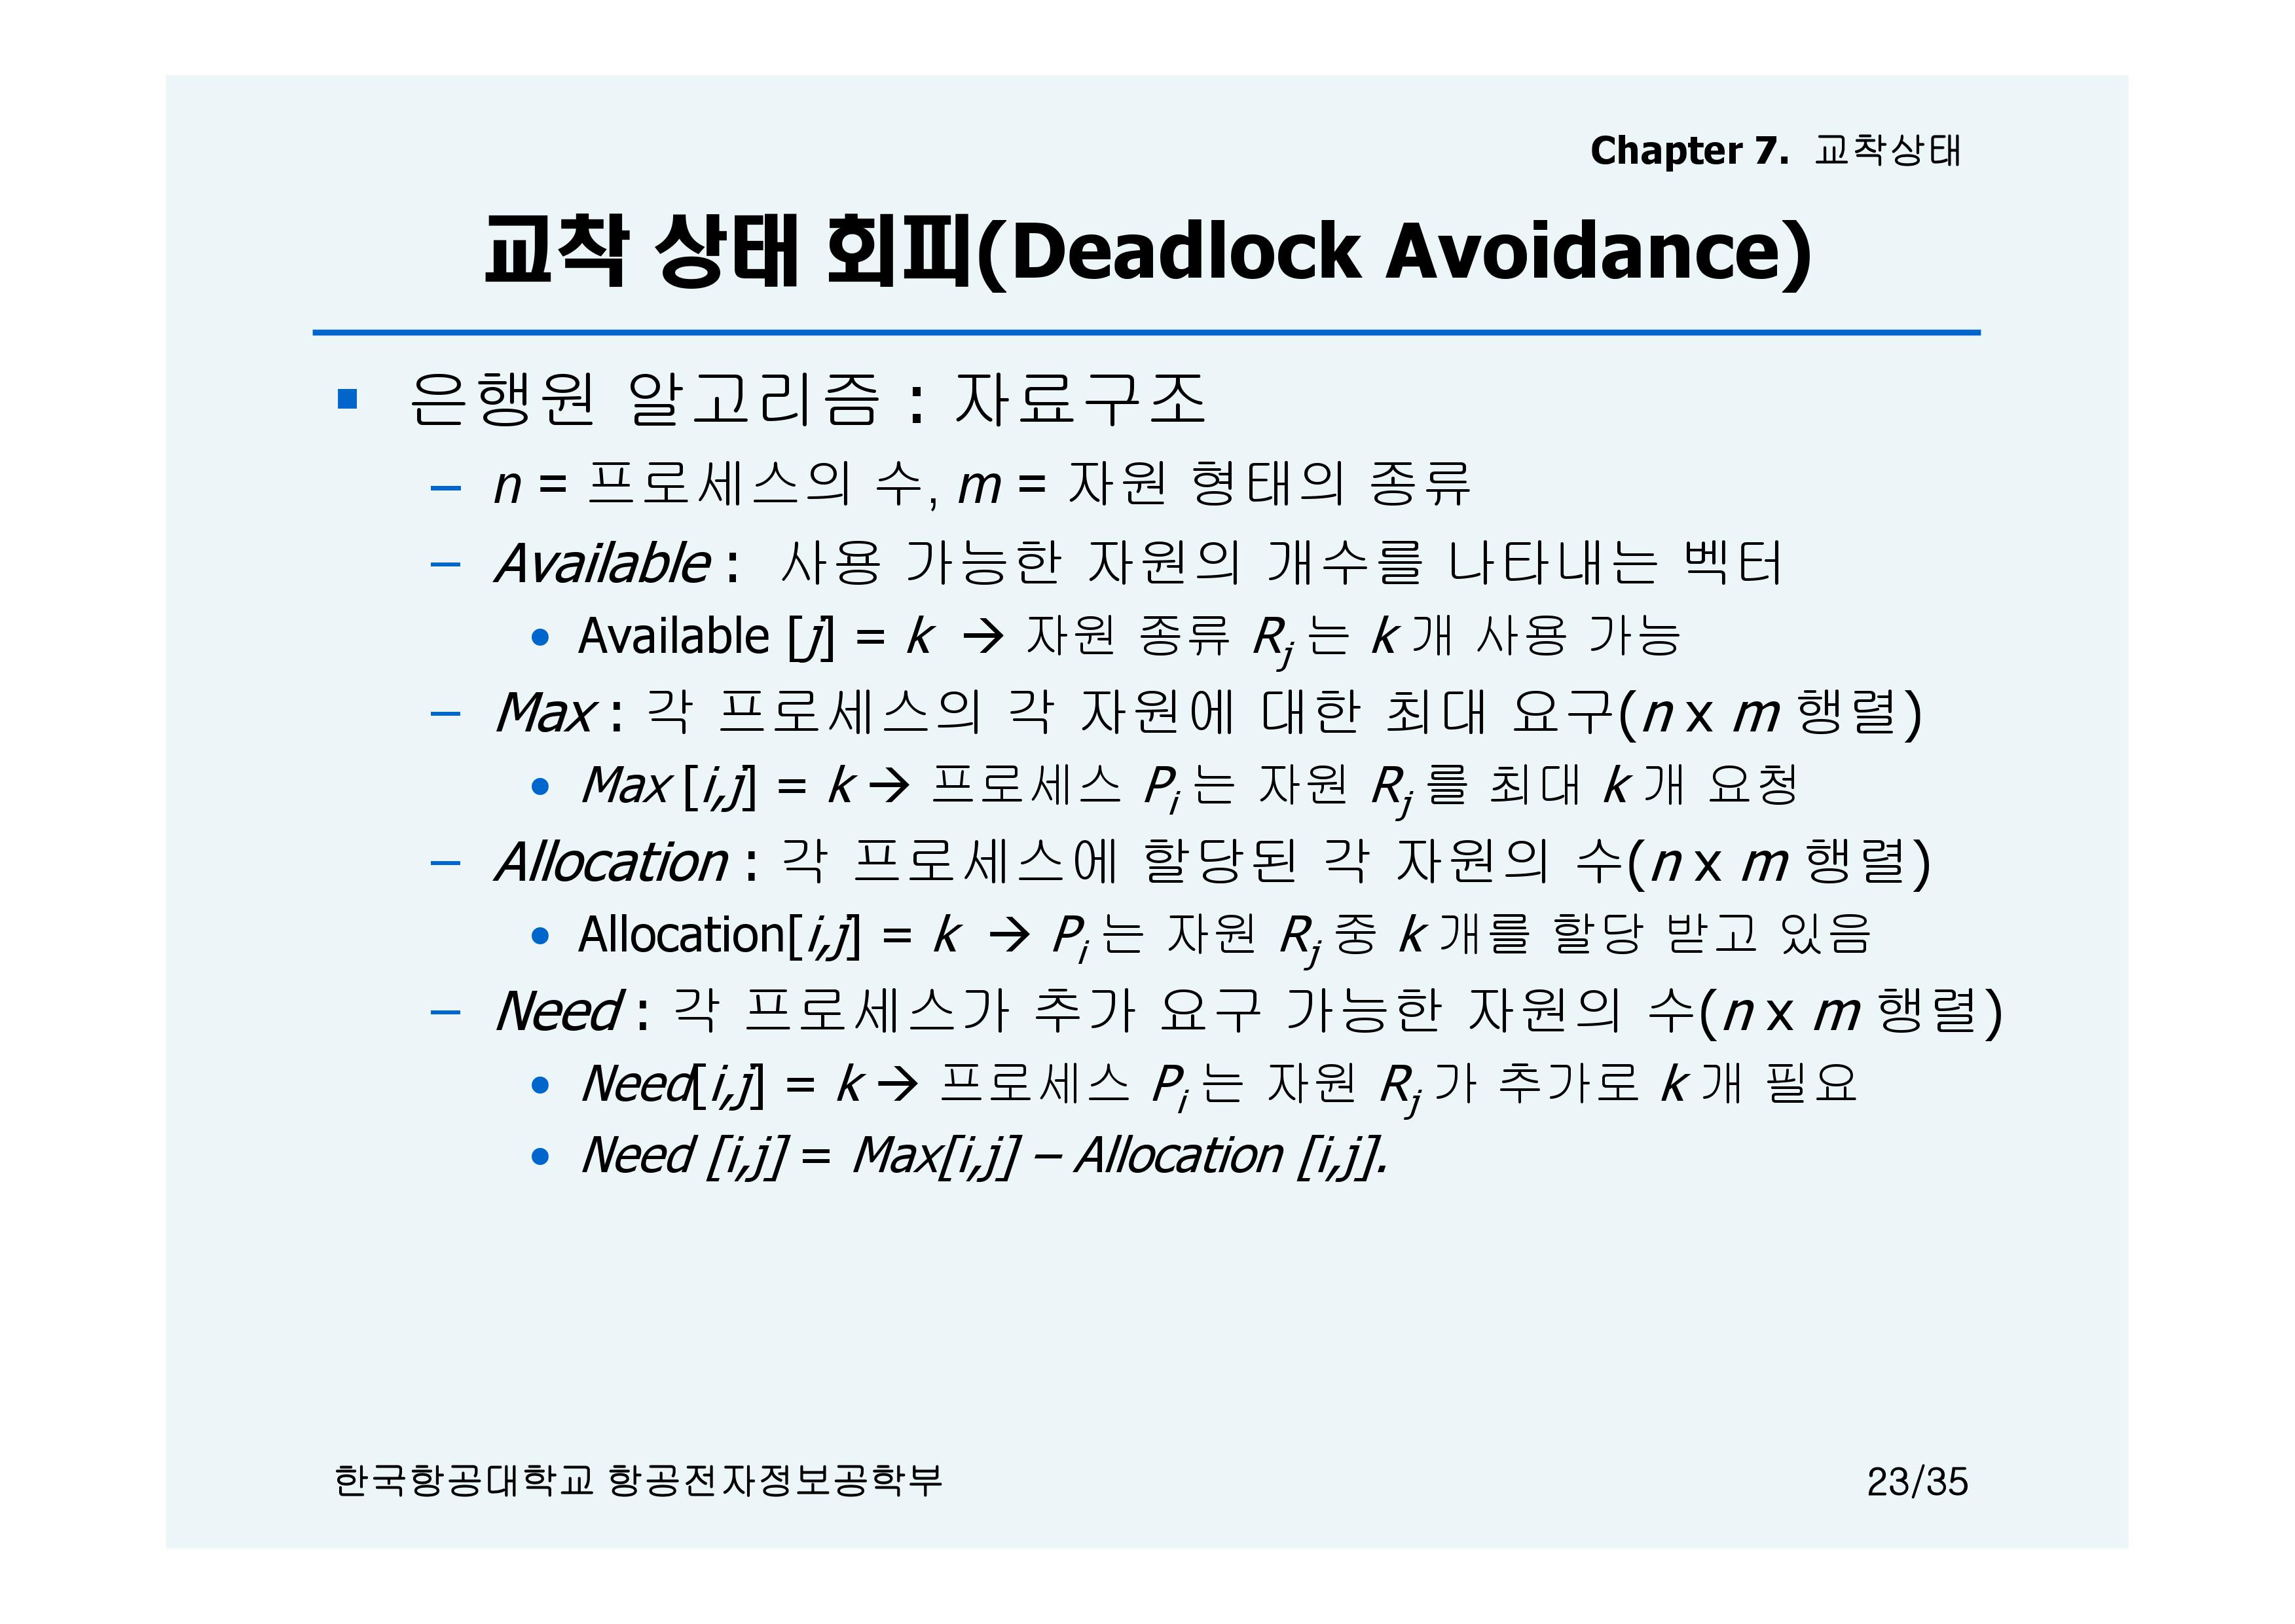 Chapter 7. 교착상태
교착 상태 회피(Deadlock Avoidance)
▪ 은행원 알고리즘 : 자료구조
– n = 프로세스의 수, m = 자원 형태의 종류
– Available : 사용 가능한 자원의 개수를 나타내는 벡터
• Available [j] = k → 자원 종류 Rj 는 k 개 사용 가능
– Max : 각 프로세스의 각 자원에 대한 최대 요구(n x m 행렬)
• Max [i,j] = k → 프로세스 Pi 는 자원 Rj 를 최대 k 개 요청
– Allocation : 각 프로세스에 할당된 각 자원의 수(n x m 행렬)
• Allocation[i,j] = k → Pi 는 자원 Rj 중 k 개를 할당 받고 있음
– Need : 각 프로세스가 추가 요구 가능한 자원의 수(n x m 행렬)
• Need[i,j] = k → 프로세스 Pi 는 자원 Rj 가 추가로 k 개 필요
• Need [i,j] = Max[i,j] – Allocation [i,j].
한국항공대학교 항공전자정보공학부
23/35